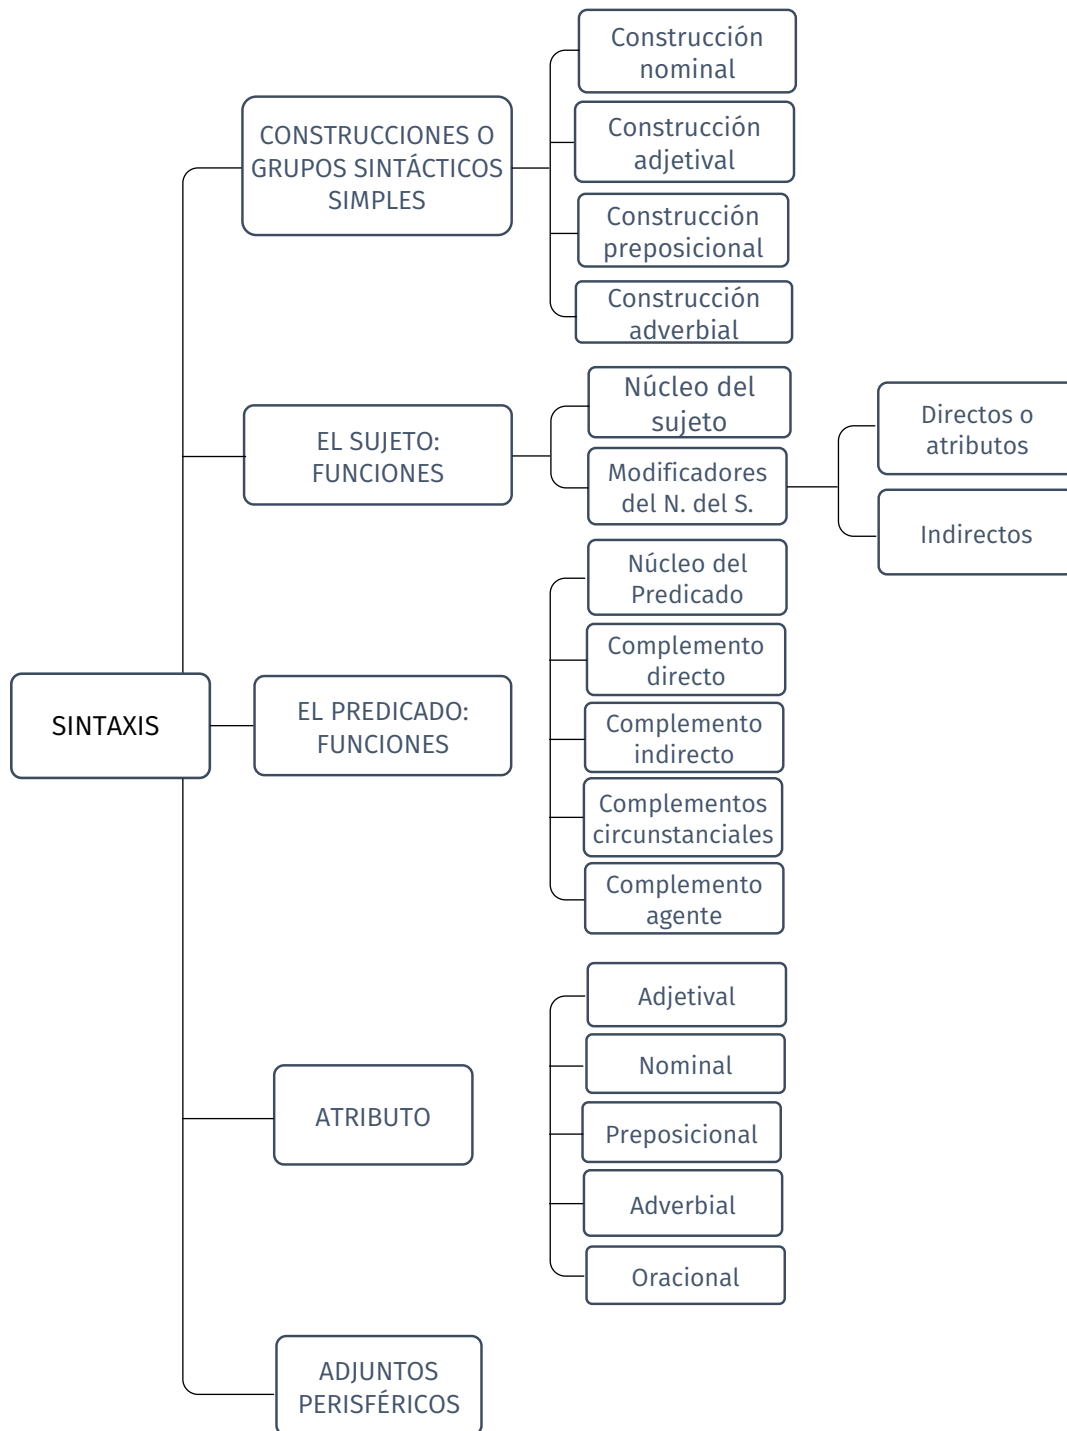 SINTAXIS
CONSTRUCCIONES O
GRUPOS SINTÁCTICOS
SIMPLES
Construcción
nominal
Construcción
adjetival
Construcción
preposicional
Construcción
adverbial
EL SUJETO:
FUNCIONES
Núcleo del
sujeto
Modificadores
del N. del S.
Directos o
atributos
Indirectos
EL PREDICADO:
FUNCIONES
Núcleo del
Predicado
Complemento
directo
Complemento
indirecto
Complementos
circunstanciales
Complemento
agente
ATRIBUTO
Adjetival
Nominal
Preposicional
Adverbial
Oracional
ADJUNTOS
PERISFÉRICOS